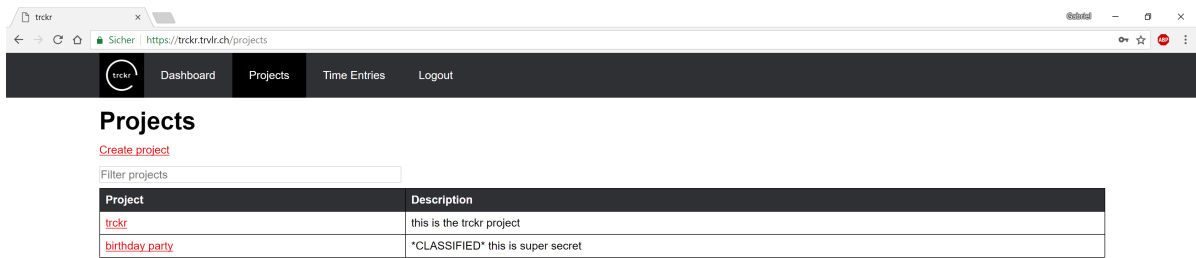 trckr
Gabriel
Sicher https://trckr.trvlr.ch/projects
ABP
trckr Dashboard Projects Time Entries Logout
Projects
Create project
Filter projects
Project Description
trckr this is the trckr project
birthday party *CLASSIFIED* this is super secret